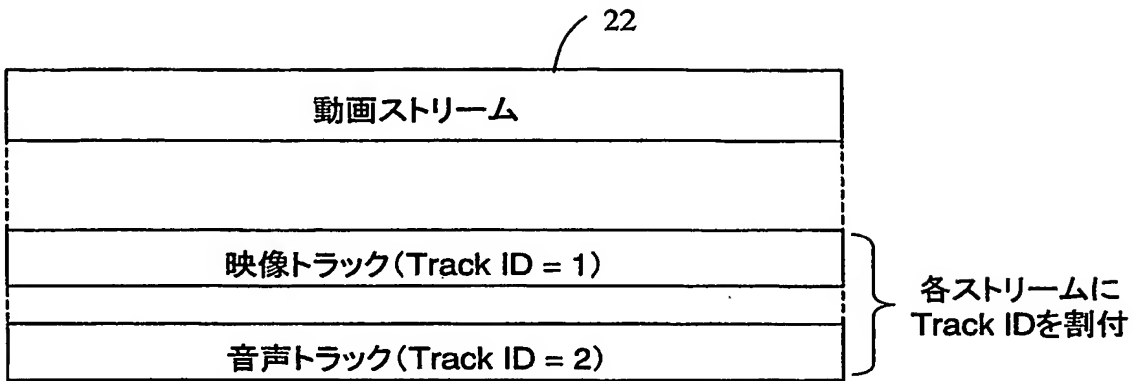 22
動画ストリーム
映像トラック(Track ID = 1)
音声トラック(Track ID = 2)
各ストリームに
Track IDを割付